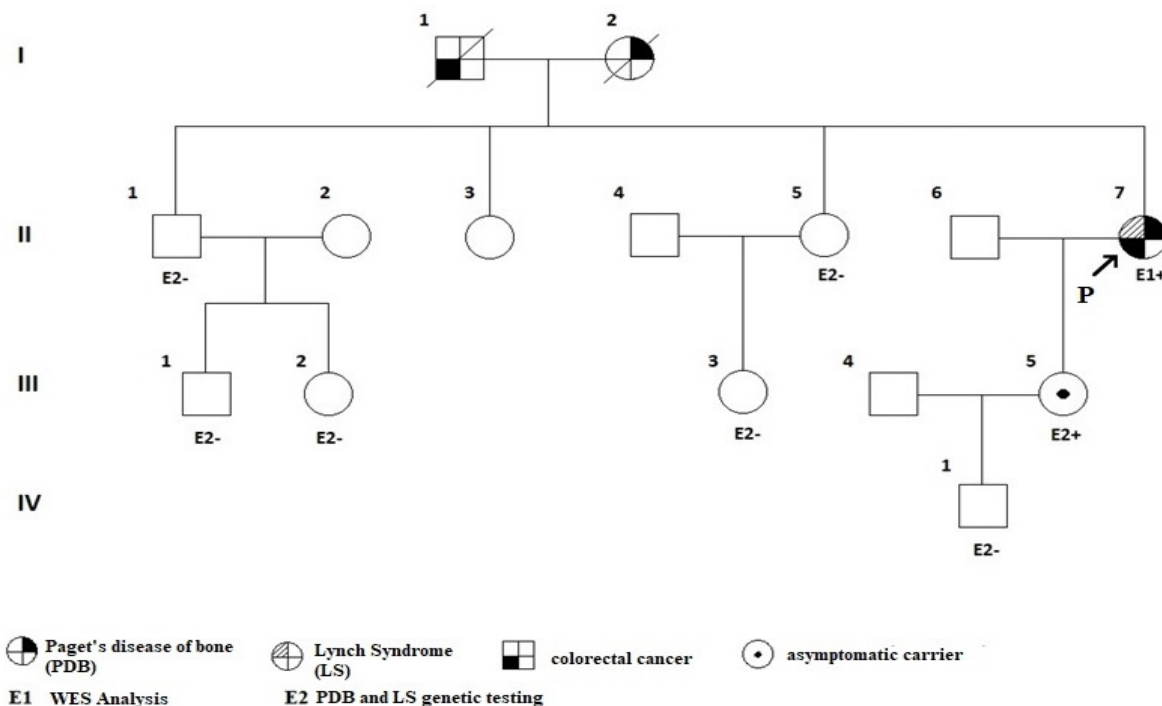 1 2
I
1 2 3 4 5 6 7
II
E2- E2- P E1+
1 2 3 4 5
III
E2- E2- E2- E2+
1
IV
E2-
Paget's disease of bone (PDB)
Lynch Syndrome (LS)
colorectal cancer
asymptomatic carrier
E1 WES Analysis
E2 PDB and LS genetic testing